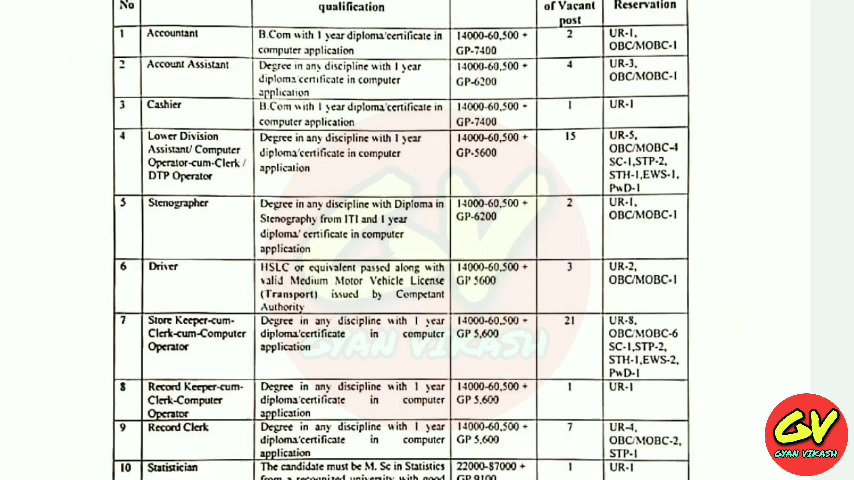 No
qualification
of Vacant
post
Reservation
1 Accountant B.Com with 1 year diploma/certificate in
computer application 14000-60,500 +
GP-7400 2 UR-1,
OBC/MOBC-1
2 Account Assistant Degree in any discipline with 1 year
diploma/certificate in computer
application 14000-60,500 +
GP-6200 4 UR-3,
OBC/MOBC-1
3 Cashier B.Com with 1 year diploma/certificate in
computer application 14000-60,500 +
GP-7400 1 UR-1
4 Lower Division
Assistant/ Computer
Operator-cum-Clerk /
DTP Operator Degree in any discipline with 1 year
diploma/certificate in computer
application 14000-60,500 +
GP-5600 15 UR-5,
OBC/MOBC-4
SC-1,STP-2,
STH-1,EWS-1,
PwD-1
5 Stenographer Degree in any discipline with Diploma in
Stenography from ITI and 1 year
diploma/ certificate in computer
application 14000-60,500 +
GP-6200 2 UR-1,
OBC/MOBC-1
6 Driver HSLC or equivalent passed along with
valid Medium Motor Vehicle License
(Transport) issued by Competant
Authority 14000-60,500 +
GP 5600 3 UR-2,
OBC/MOBC-1
7 Store Keeper-cum-
Clerk-cum-Computer
Operator Degree in any discipline with 1 year
diploma/certificate in computer
application 14000-60,500 +
GP 5,600 21 UR-8,
OBC/MOBC-6
SC-1,STP-2,
STH-1,EWS-2,
PwD-1
8 Record Keeper-cum-
Clerk-Computer
Operator Degree in any discipline with 1 year
diploma/certificate in computer
application 14000-60,500 +
GP 5,600 1 UR-1
9 Record Clerk Degree in any discipline with 1 year
diploma/certificate in computer
application 14000-60,500 +
GP 5,600 7 UR-4,
OBC/MOBC-2,
STP-1
10 Statistician The candidate must be M. Sc in Statistics
from a recognized university with good 22000-87000 +
GP 9100 1 UR-1
GV
GYAN VIKASH
GV
GYAN VIKASH